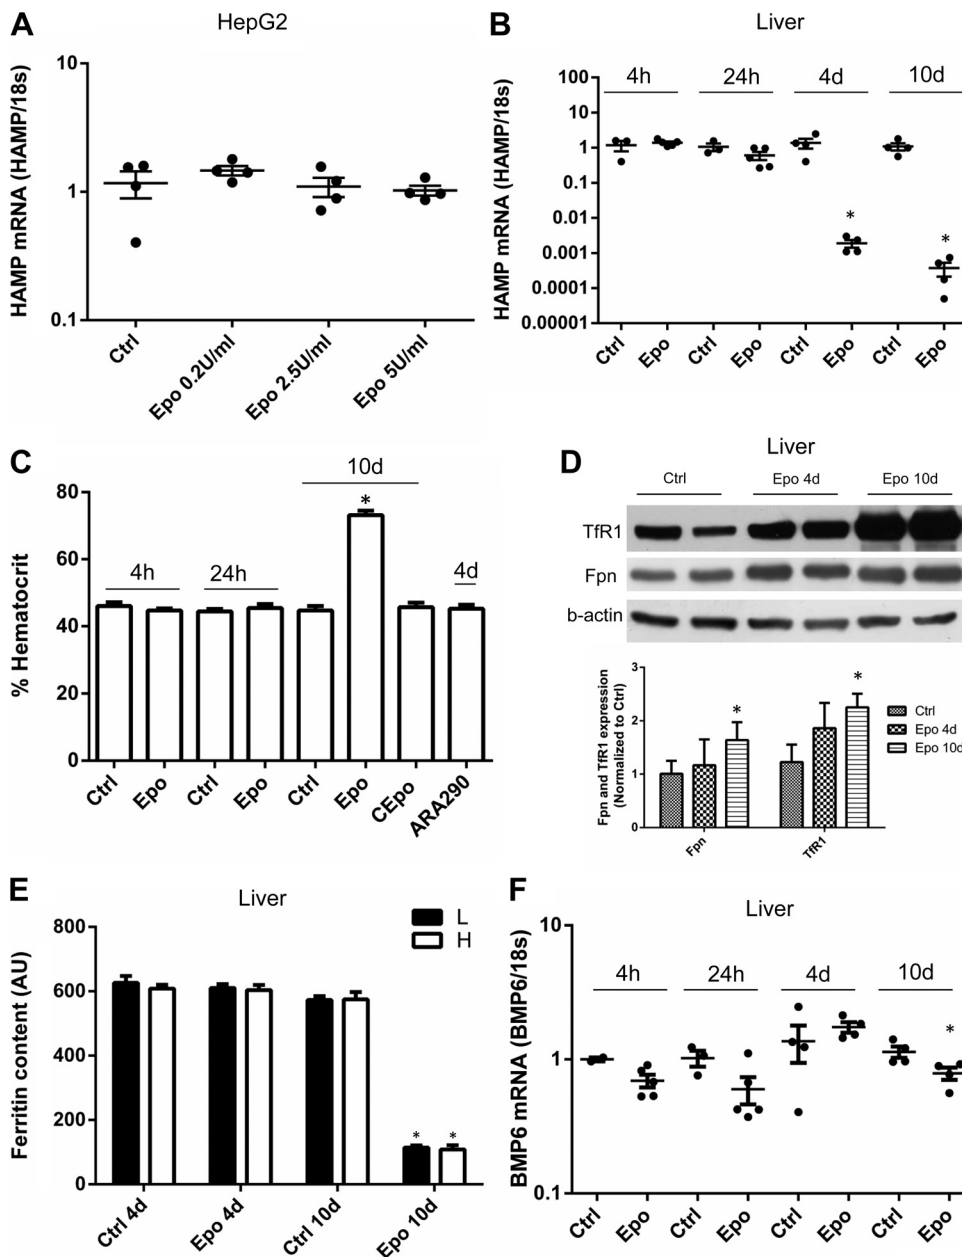 A
HepG2
HAMP mRNA (HAMP/18s)
10
1
0.1
Ctrl
Epo 0.2U/ml
Epo 2.5U/ml
Epo 5U/ml
B
Liver
HAMP mRNA (HAMP/18s)
4h 24h 4d 10d
100
10
1
0.1
0.01
0.001
0.0001
0.00001
* *
Ctrl Epo Ctrl Epo Ctrl Epo Ctrl Epo
C
10d
% Hematocrit
80
60
40
20
0
*
4h 24h 4d
Ctrl Epo Ctrl Epo Ctrl Epo CEpo ARA290
D
Liver
Ctrl Epo 4d Epo 10d
TfR1
Fpn
b-actin
Fpn and TfR1 expression
(Normalized to Ctrl)
3
2
1
0
* *
Ctrl
Epo 4d
Epo 10d
Fpn TfR1
E
Liver
L
H
Ferritin content (AU)
800
600
400
200
0
* *
Ctrl 4d Epo 4d Ctrl 10d Epo 10d
F
Liver
BMP6 mRNA (BMP6/18s)
10
1
0.1
4h 24h 4d 10d
*
Ctrl Epo Ctrl Epo Ctrl Epo Ctrl Epo